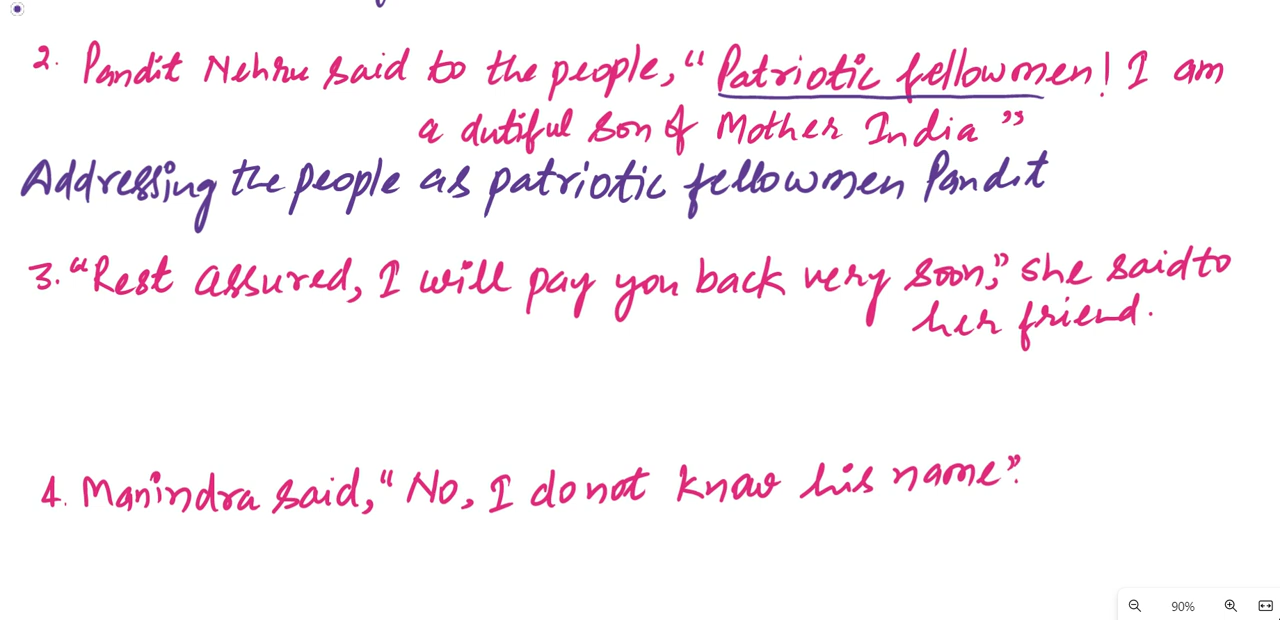 2. Pandit Nehru said to the people, "Patriotic fellowmen! I am
a dutiful son of Mother India"
Addressing the people as patriotic fellowmen Pandit
3. "Rest assured, I will pay you back very soon," she said to
her friend.
4. Manindra said, "No, I do not know his name".
90%